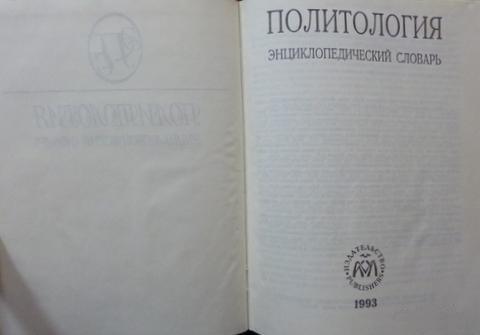 ПОЛИТОЛОГИЯ
ЭНЦИКЛОПЕДИЧЕСКИЙ СЛОВАРЬ
ИЗДАТЕЛЬСТВО
PUBLISHERS
1993